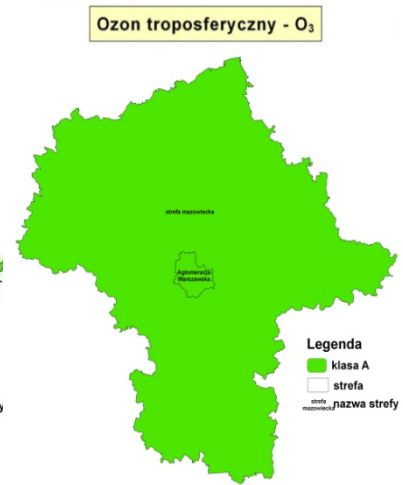 Ozon troposferyczny - O₃
strefa mazowiecka
Aglomeracja
Warszawska
Legenda
klasa A
strefa
strefa
mazowiecka
nazwa strefy